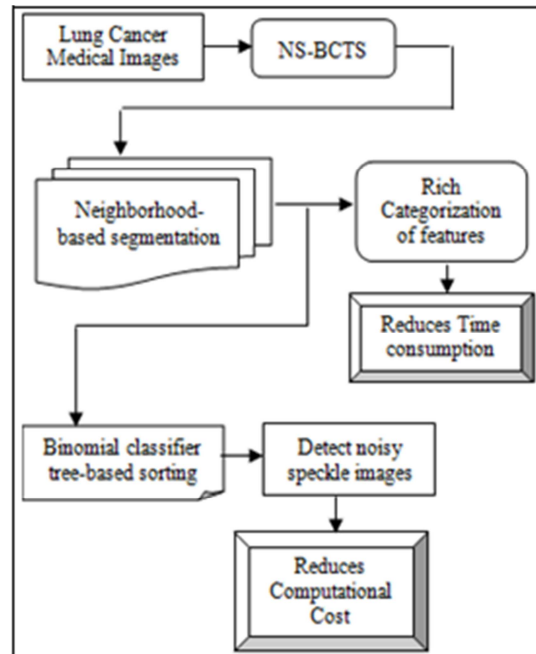 Lung Cancer
Medical Images
NS-BCTS
Neighborhood-
based segmentation
Rich
Categorization
of features
Reduces Time
consumption
Binomial classifier
tree-based sorting
Detect noisy
speckle images
Reduces
Computational
Cost